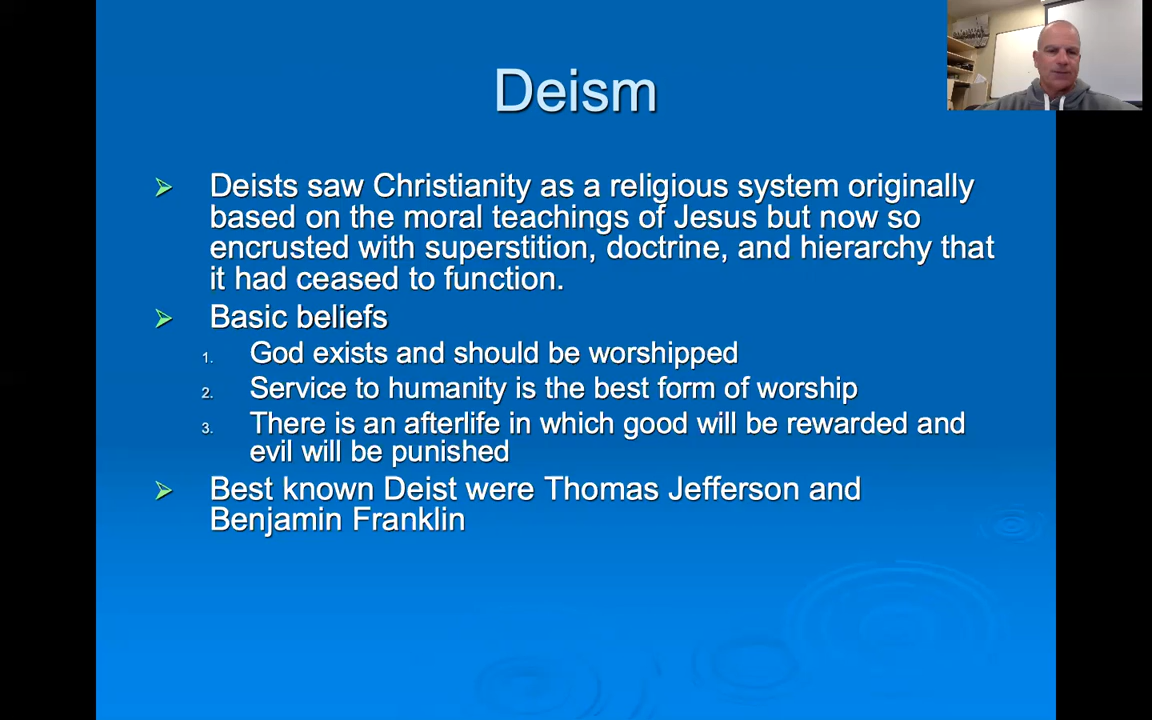 Deism
Deists saw Christianity as a religious system originally
based on the moral teachings of Jesus but now so
encrusted with superstition, doctrine, and hierarchy that
it had ceased to function.
Basic beliefs
1. God exists and should be worshipped
2. Service to humanity is the best form of worship
3. There is an afterlife in which good will be rewarded and
evil will be punished
Best known Deist were Thomas Jefferson and
Benjamin Franklin